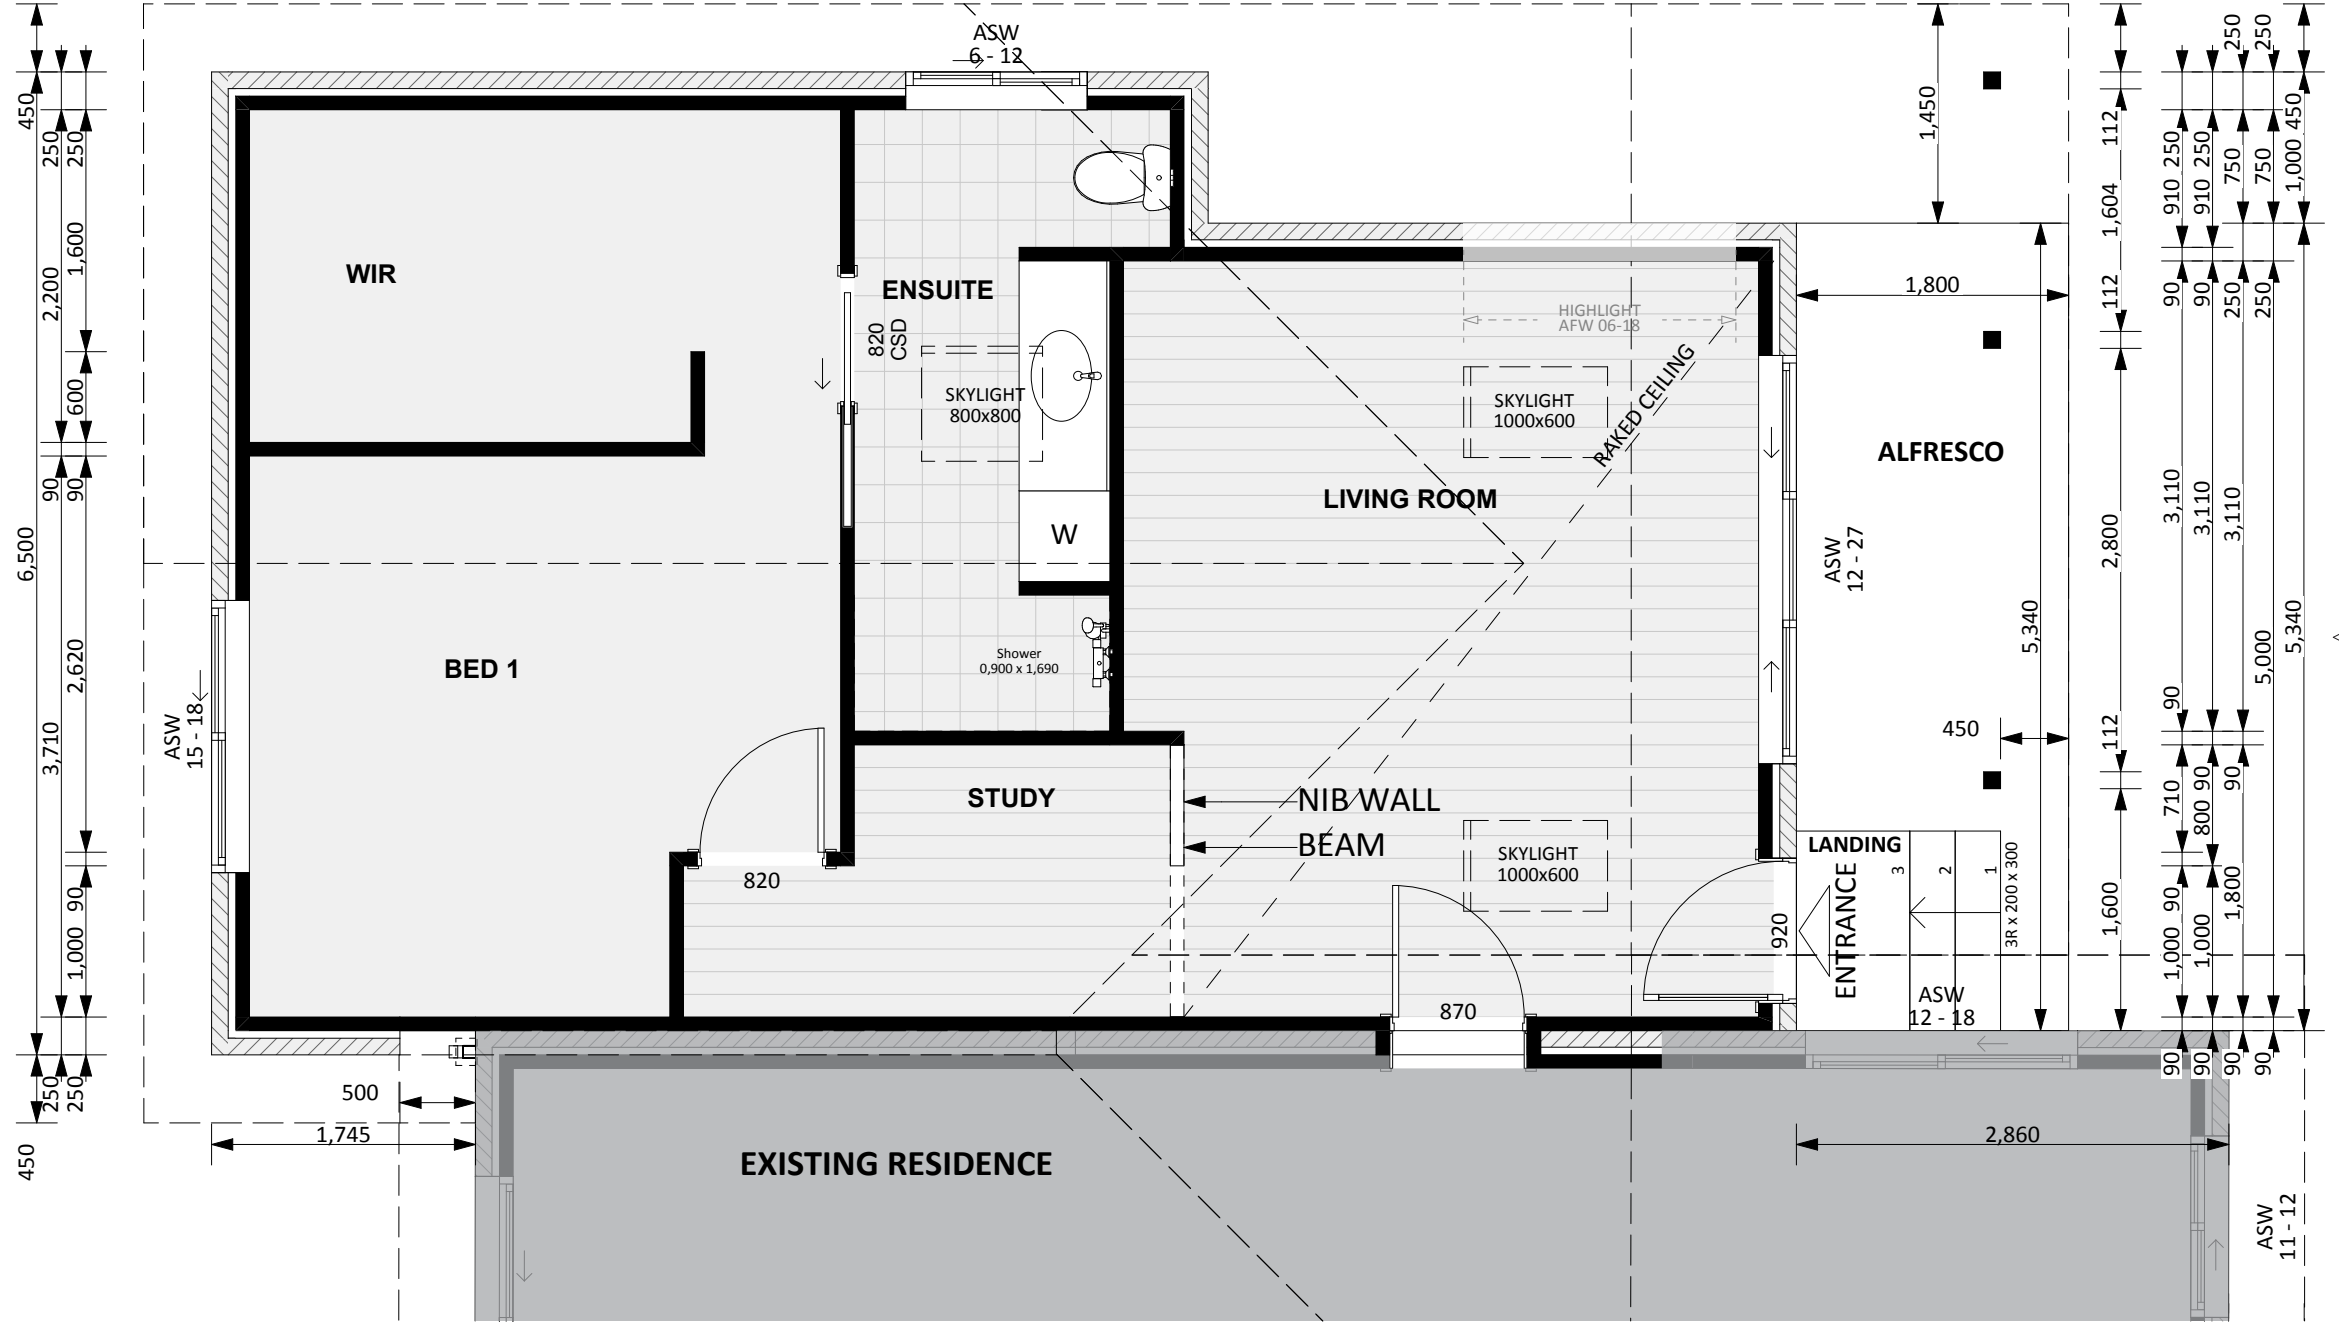 ASW
6 - 12
WIR
ENSUITE
820
CSD
SKYLIGHT
800x800
W
Shower
0,900 x 1,690
HIGHLIGHT
AFW 06-18
SKYLIGHT
1000x600
RAKED CEILING
LIVING ROOM
ALFRESCO
ASW
12 - 27
1,450
1,800
5,340
450
BED 1
ASW
15 - 18
820
STUDY
NIB WALL
BEAM
SKYLIGHT
1000x600
870
920
LANDING
ENTRANCE
3
2
1
3R x 200 x 300
ASW
12 - 18
500
1,745
2,860
EXISTING RESIDENCE
ASW
11 - 12
450
6,500
450
250
2,200
90
3,710
250
250
1,600
600
90
2,620
90
1,000
250
112
1,604
112
2,800
112
1,600
250
910
90
3,110
90
710
90
1,000
90
250
910
90
3,110
90
800
1,000
90
250
750
250
3,110
90
1,800
90
250
750
250
5,000
90
450
1,000
5,340